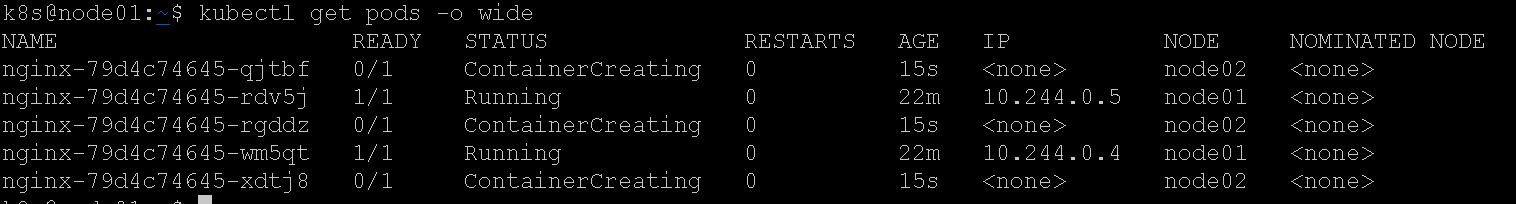 k8s@node01:~$ kubectl get pods -o wide
NAME                     READY   STATUS              RESTARTS   AGE   IP           NODE     NOMINATED NODE
nginx-79d4c74645-qjtbf   0/1     ContainerCreating   0          15s   <none>       node02   <none>
nginx-79d4c74645-rdv5j   1/1     Running             0          22m   10.244.0.5   node01   <none>
nginx-79d4c74645-rgddz   0/1     ContainerCreating   0          15s   <none>       node02   <none>
nginx-79d4c74645-wm5qt   1/1     Running             0          22m   10.244.0.4   node01   <none>
nginx-79d4c74645-xdtj8   0/1     ContainerCreating   0          15s   <none>       node02   <none>